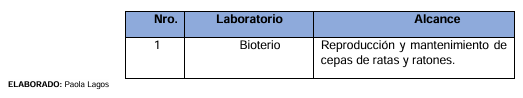 Nro. Laboratorio Alcance
1 Bioterio Reproducción y mantenimiento de
cepas de ratas y ratones.
ELABORADO: Paola Lagos